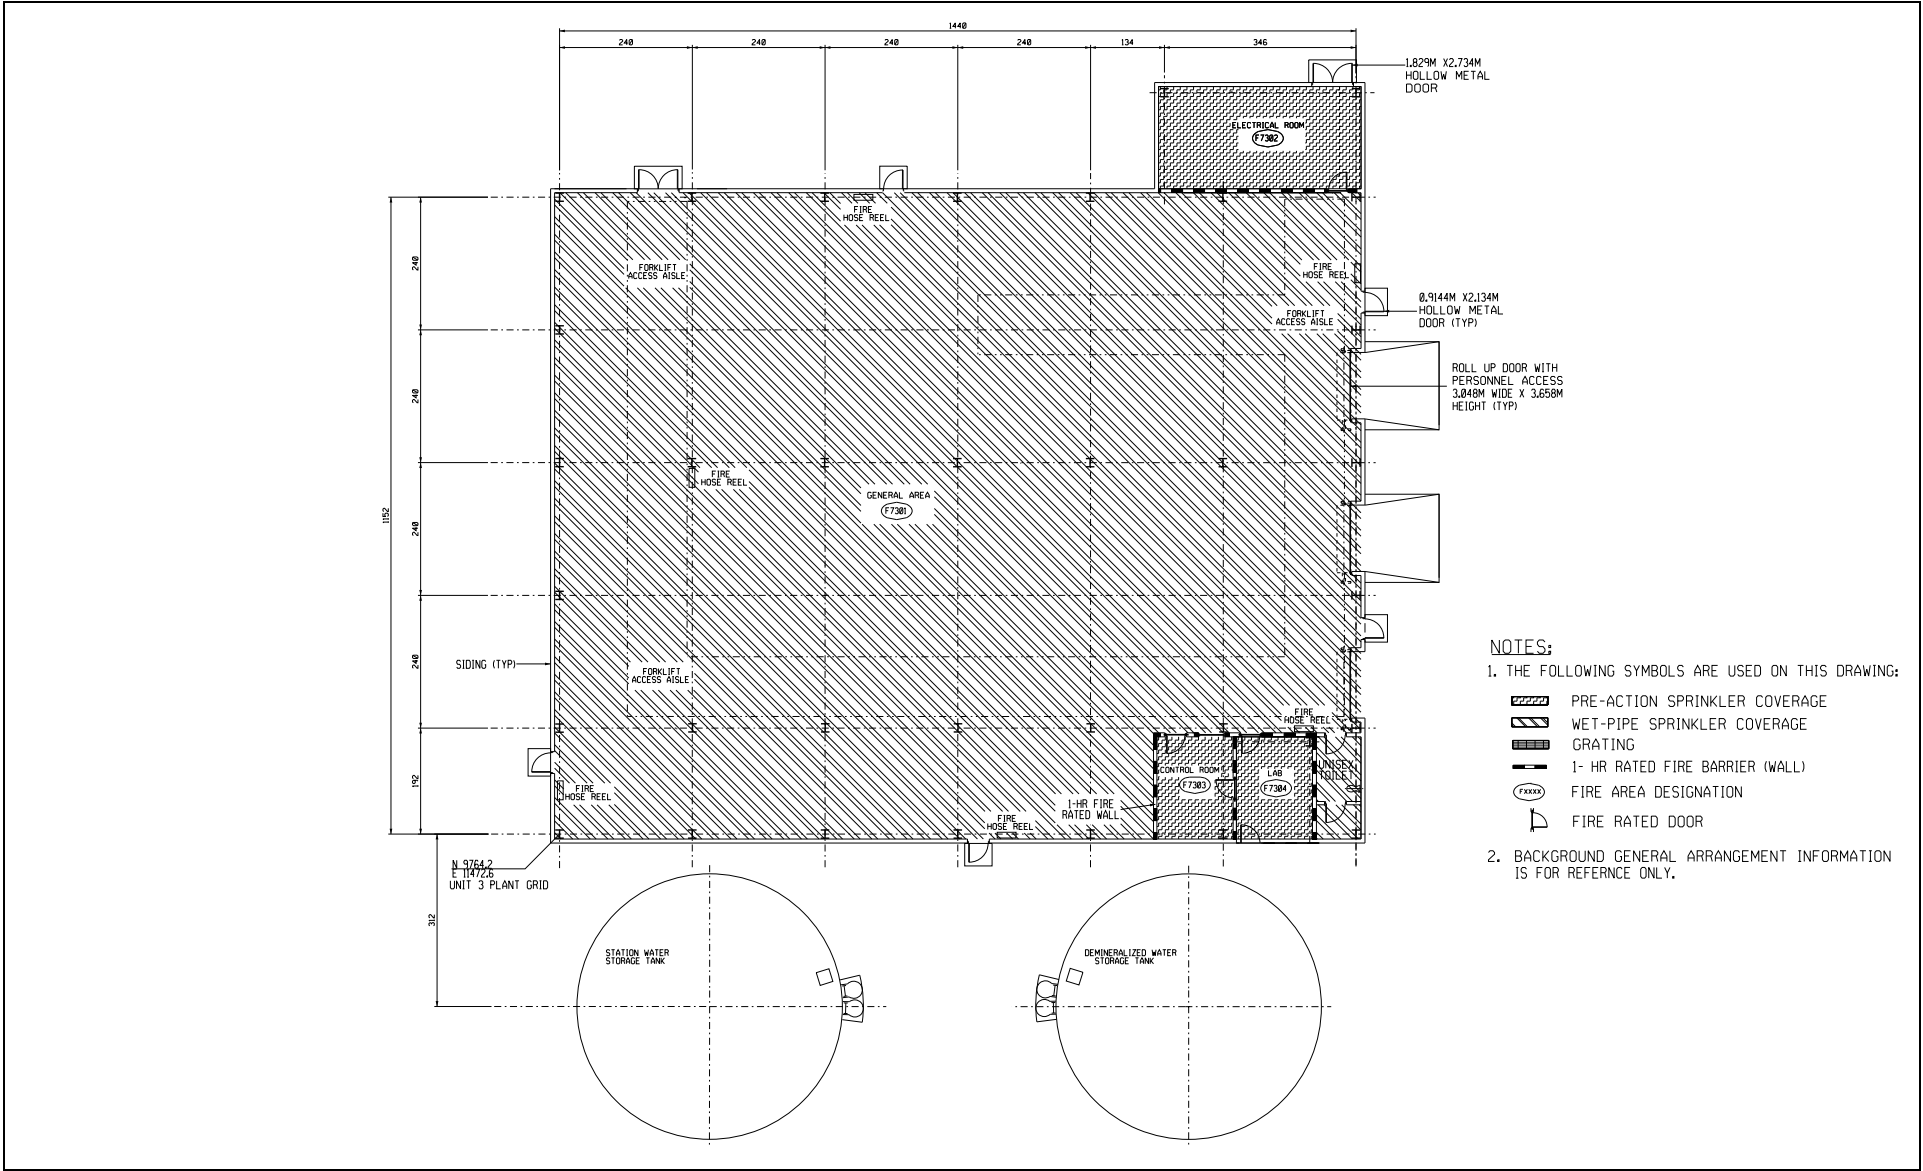 1440
240
240
240
240
134
346
1.829M X2.734M
HOLLOW METAL
DOOR
ELECTRICAL ROOM
F7302
FIRE
HOSE REEL
FORKLIFT
ACCESS AISLE
FIRE
HOSE REEL
240
0.9144M X2.134M
HOLLOW METAL
DOOR (TYP)
FORKLIFT
ACCESS AISLE
ROLL UP DOOR WITH
PERSONNEL ACCESS
3.048M WIDE X 3.658M
HEIGHT (TYP)
240
FIRE
HOSE REEL
GENERAL AREA
F7301
1152
240
SIDING (TYP)
240
FORKLIFT
ACCESS AISLE
FIRE
HOSE REEL
192
FIRE
HOSE REEL
CONTROL ROOM
F7303
LAB
F7304
UNISEX
TOILET
1-HR FIRE
RATED WALL
FIRE
HOSE REEL
N 9764.2
E 11472.6
UNIT 3 PLANT GRID
312
STATION WATER
STORAGE TANK
DEMINERALIZED WATER
STORAGE TANK
NOTES:
1. THE FOLLOWING SYMBOLS ARE USED ON THIS DRAWING:
PRE-ACTION SPRINKLER COVERAGE
WET-PIPE SPRINKLER COVERAGE
GRATING
1- HR RATED FIRE BARRIER (WALL)
FXXXX FIRE AREA DESIGNATION
FIRE RATED DOOR
2. BACKGROUND GENERAL ARRANGEMENT INFORMATION
IS FOR REFERNCE ONLY.